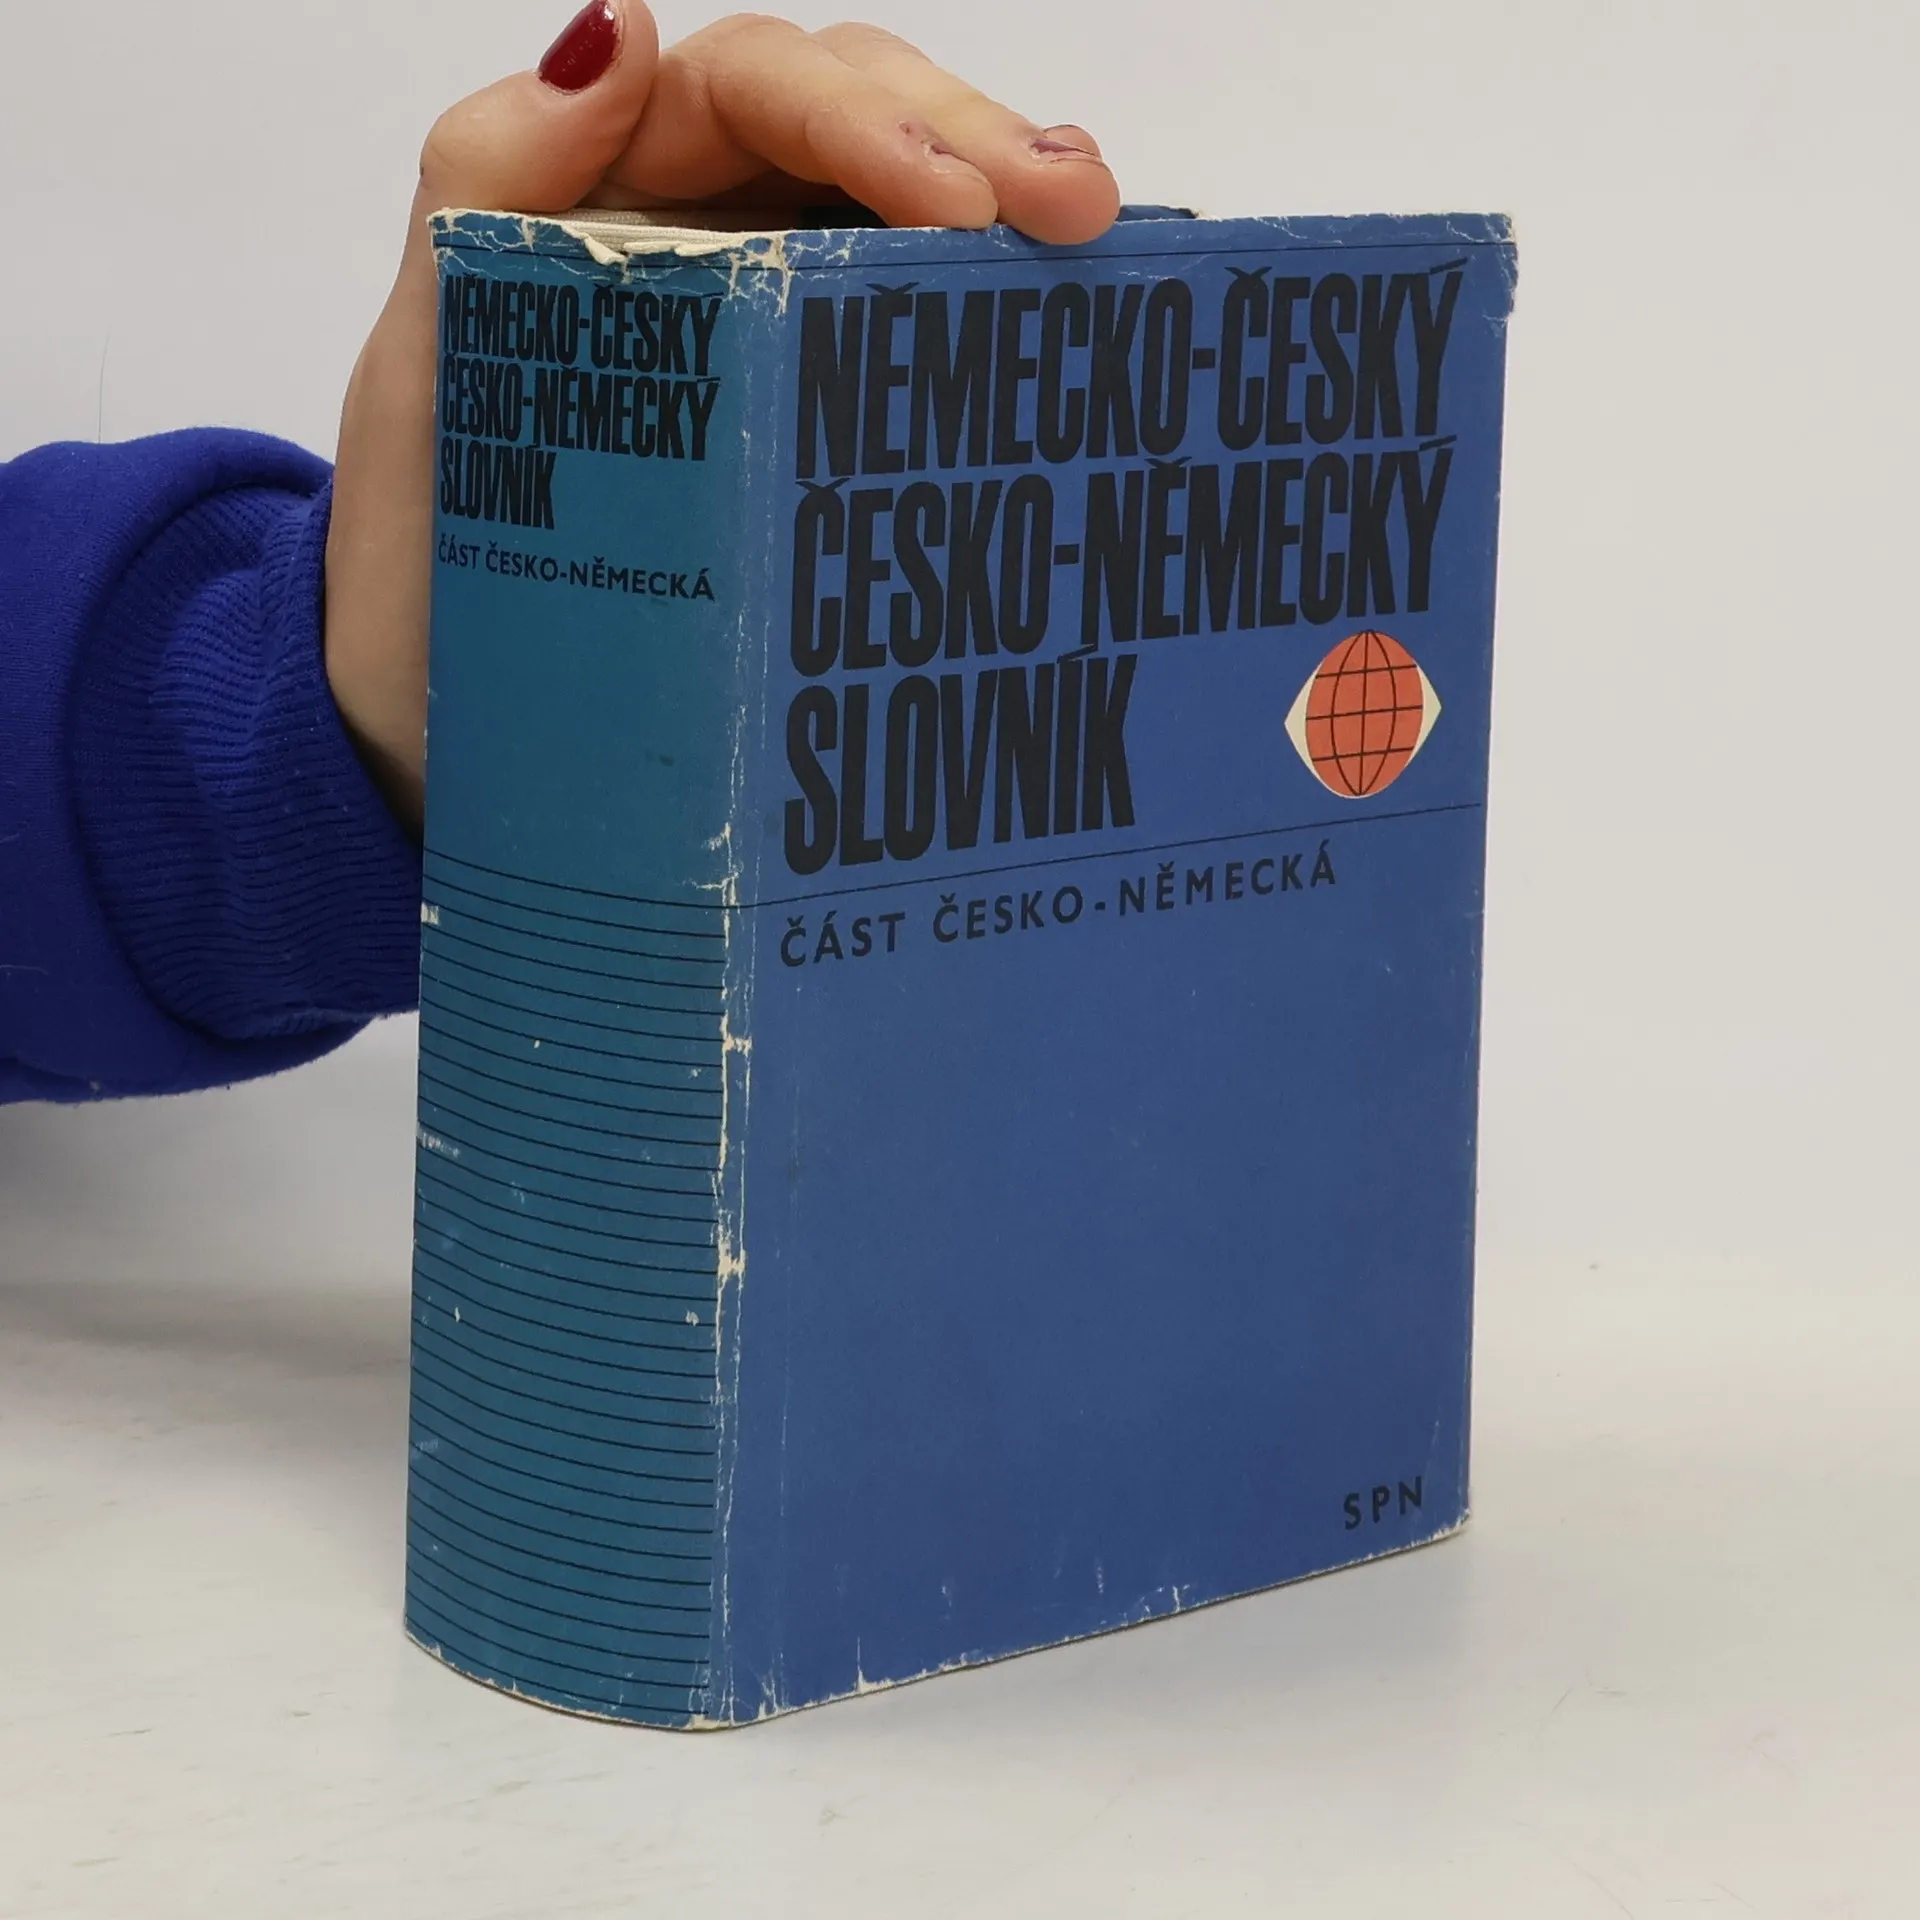 NĚMECKO-ČESKÝ
ČESKO-NĚMECKÝ
SLOVNÍK
ČÁST ČESKO-NĚMECKÁ
NĚMECKO-ČESKÝ
ČESKO-NĚMECKÝ
SLOVNÍK
ČÁST ČESKO-NĚMECKÁ
SPN